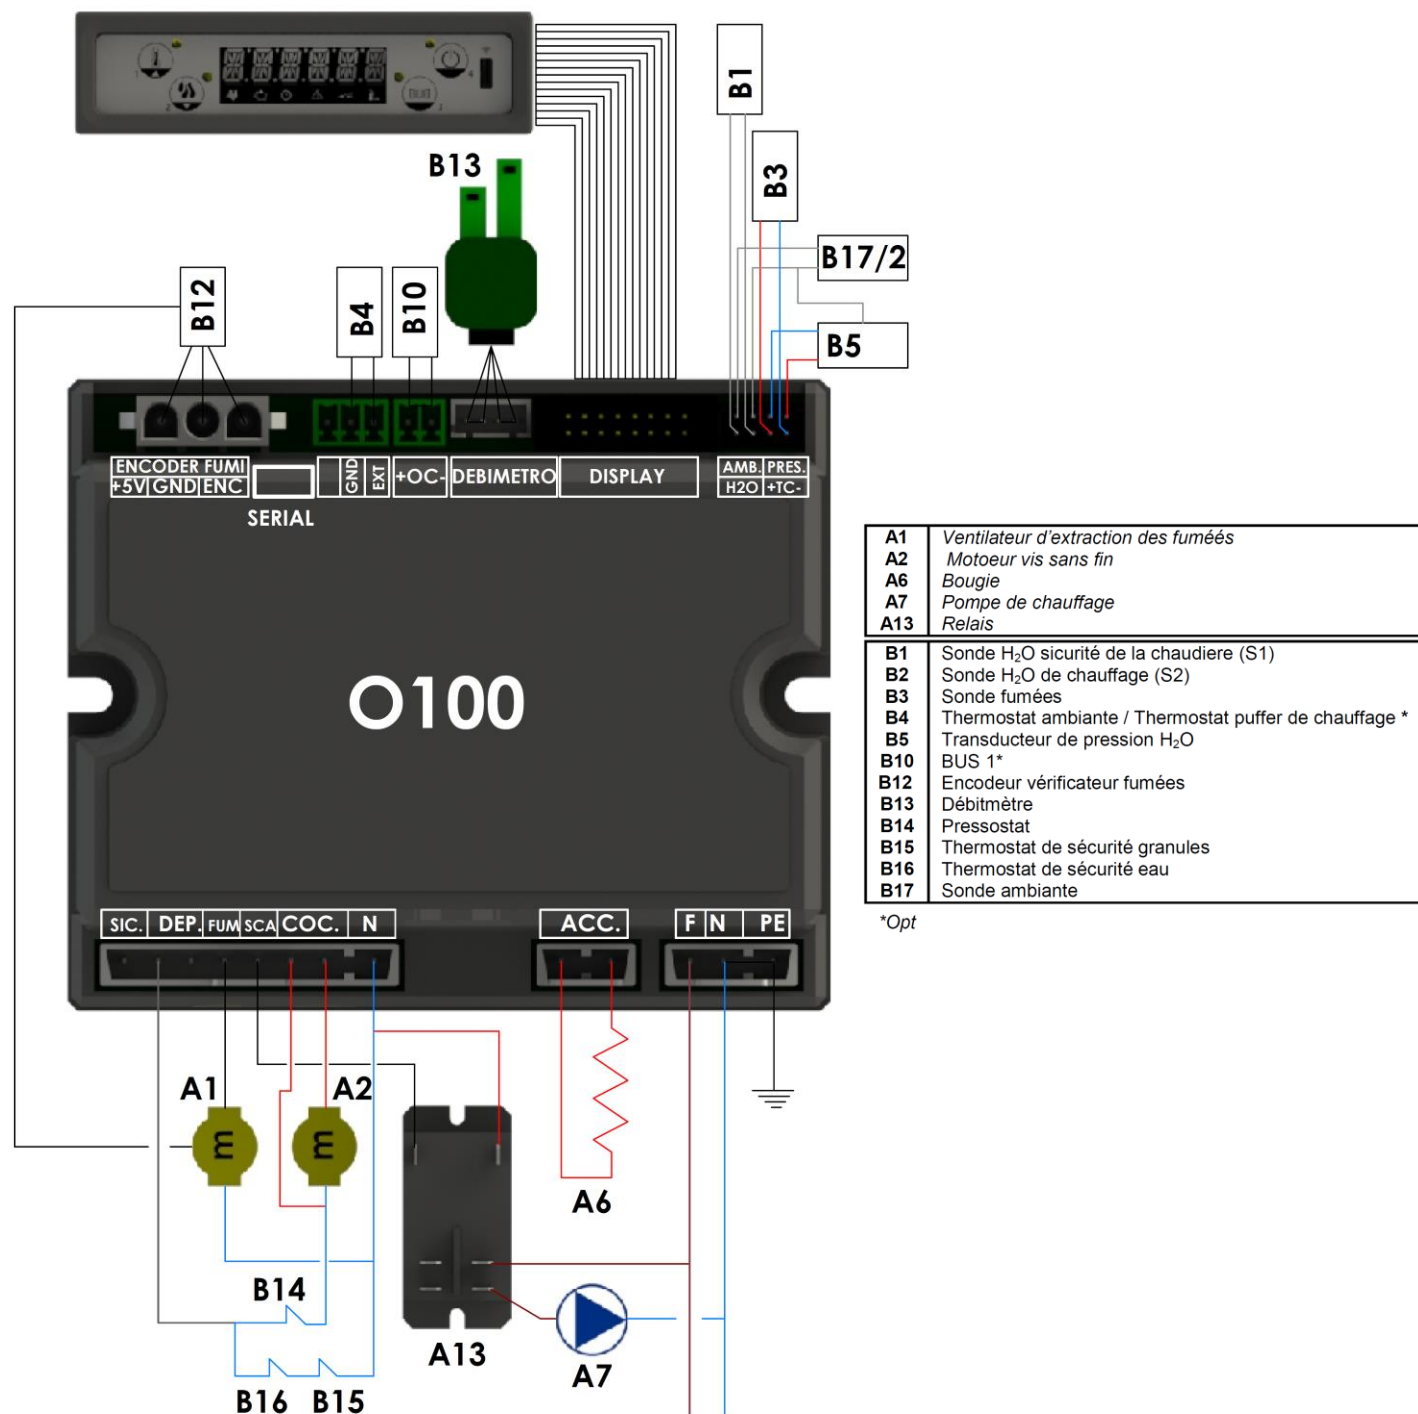 B1
B13
B3
B17/2
B12
B4
B10
B5
ENCODER FUMI
+5V GND ENC
GND
EXT
+OC-
DEBIMETRO
DISPLAY
AMB. PRES.
H2O +TC-
SERIAL
O100
A1 Ventilateur d'extraction des fuméés
A2 Motoeur vis sans fin
A6 Bougie
A7 Pompe de chauffage
A13 Relais
B1 Sonde H₂O sicurité de la chaudiere (S1)
B2 Sonde H₂O de chauffage (S2)
B3 Sonde fumées
B4 Thermostat ambiante / Thermostat puffer de chauffage *
B5 Transducteur de pression H₂O
B10 BUS 1*
B12 Encodeur vérificateur fumées
B13 Débitmètre
B14 Pressostat
B15 Thermostat de sécurité granules
B16 Thermostat de sécurité eau
B17 Sonde ambiante
*Opt
SIC. DEP. FUM SCA COC. N
ACC.
F N PE
A1
A2
m
m
A6
B14
A13
A7
B16
B15